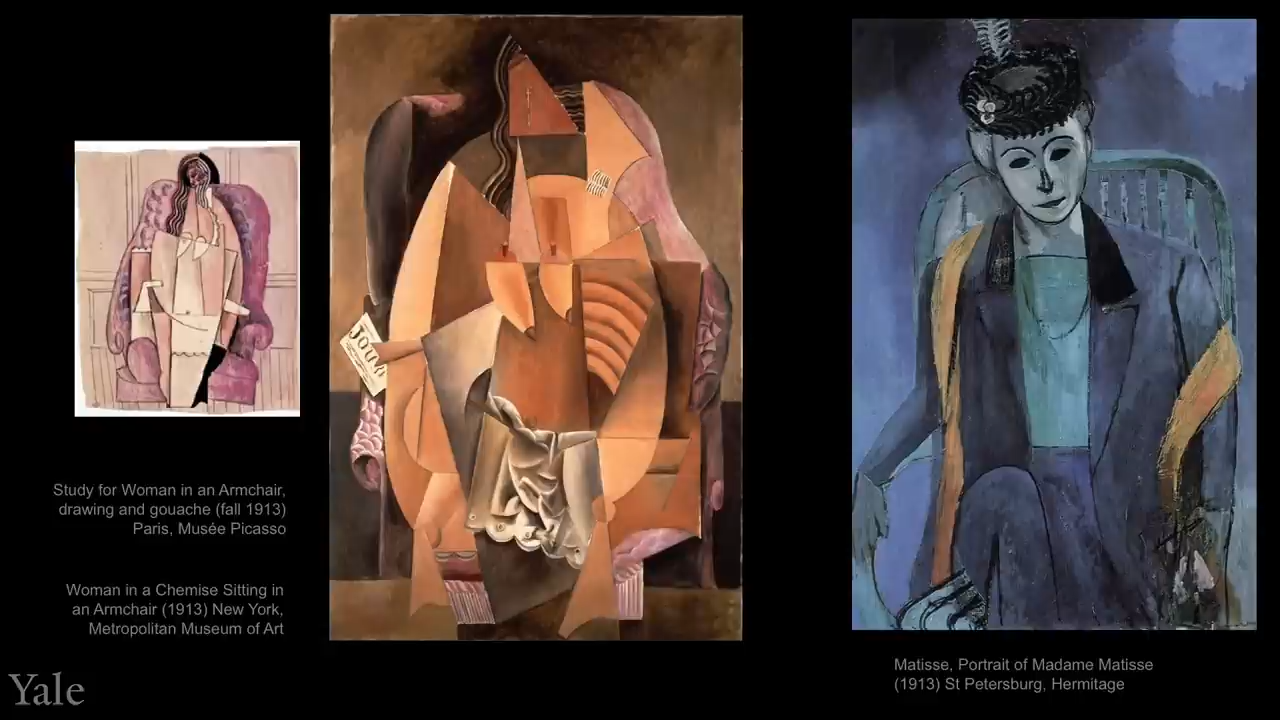 JOUR
Study for Woman in an Armchair,
drawing and gouache (fall 1913)
Paris, Musée Picasso
Woman in a Chemise Sitting in
an Armchair (1913) New York,
Metropolitan Museum of Art
Matisse, Portrait of Madame Matisse
(1913) St Petersburg, Hermitage
Yale